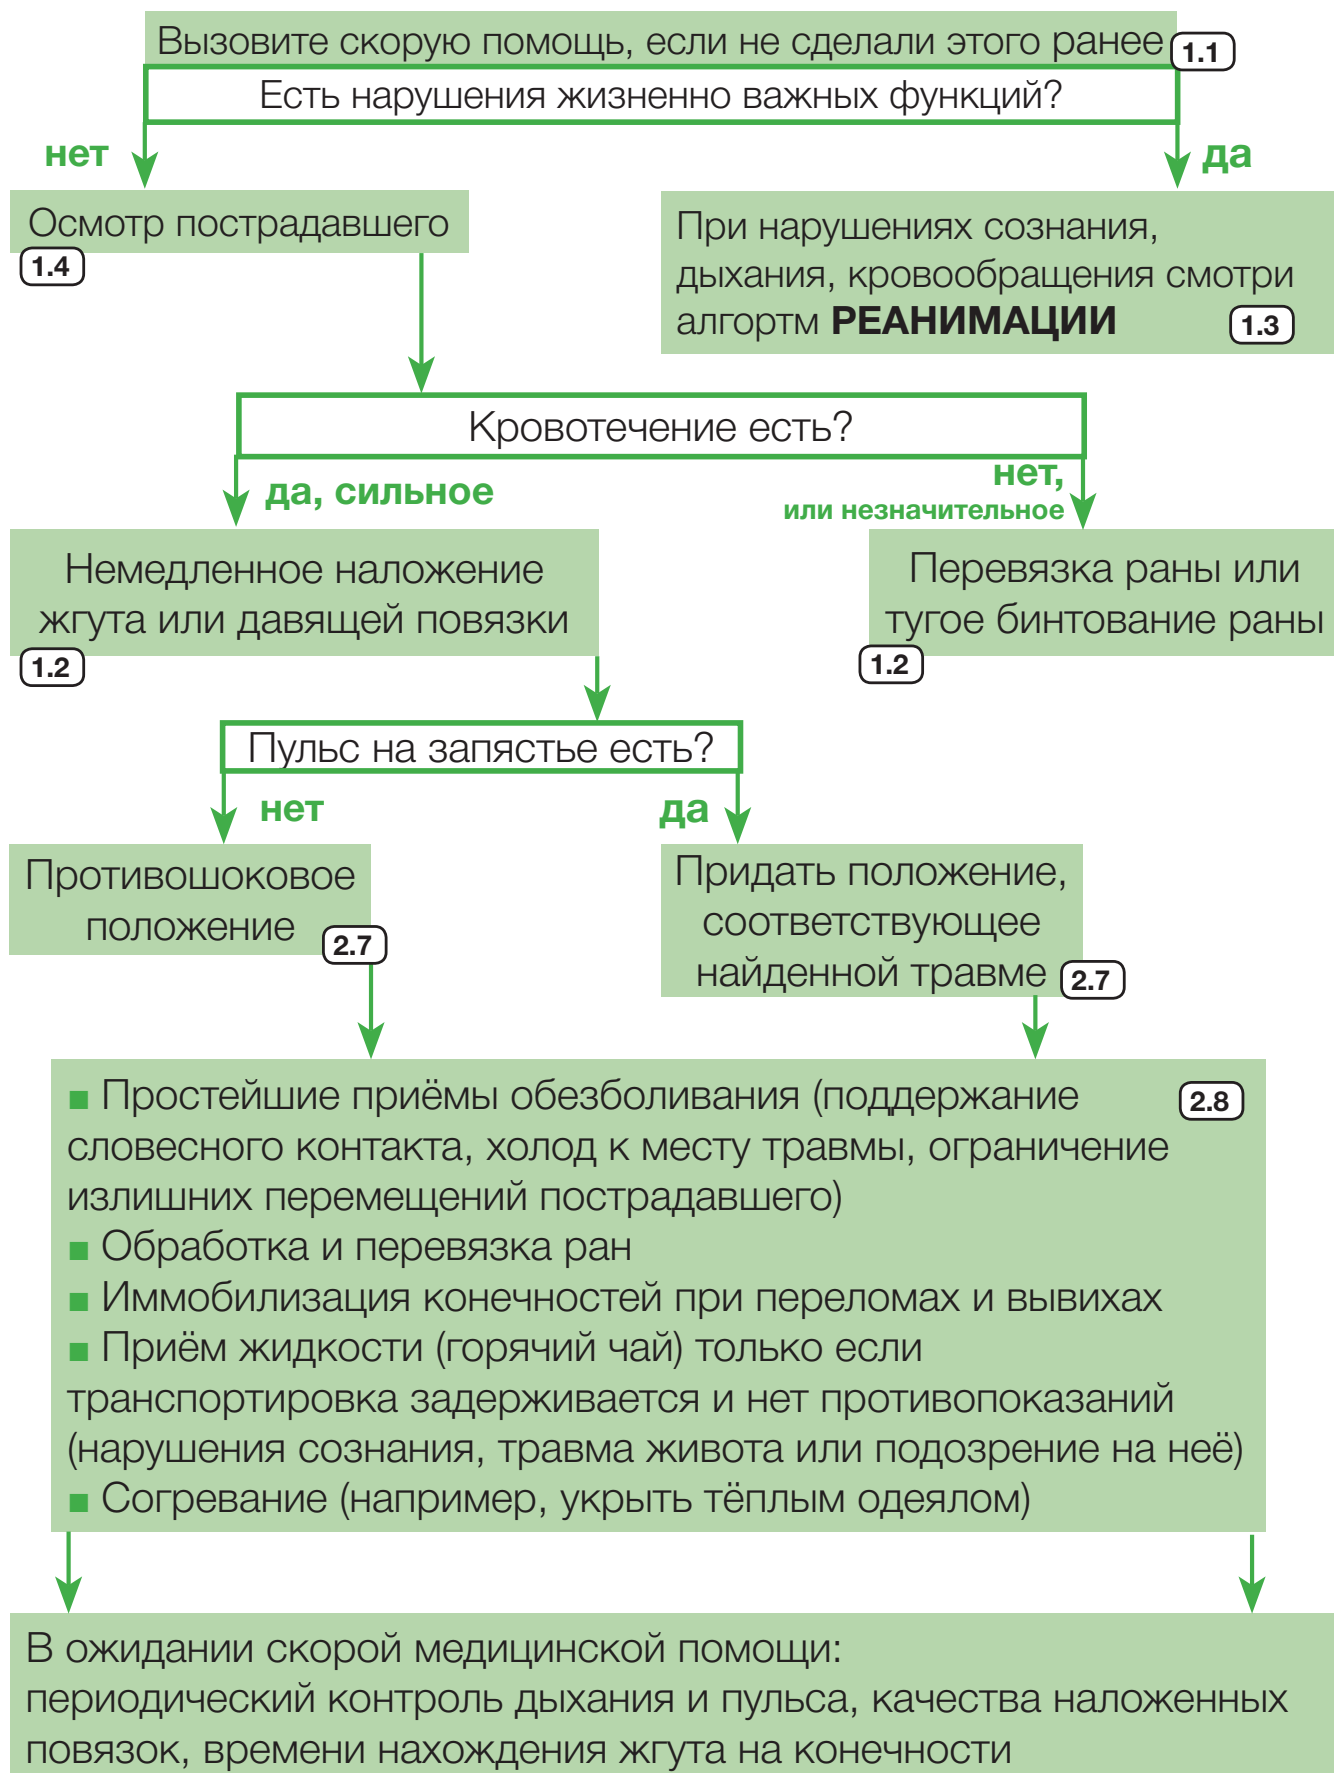 Вызовите скорую помощь, если не сделали этого ранее 1.1
Есть нарушения жизненно важных функций?
нет
да
Осмотр пострадавшего
1.4
При нарушениях сознания,
дыхания, кровообращения смотри
алгортм РЕАНИМАЦИИ 1.3
Кровотечение есть?
да, сильное
нет,
или незначительное
Немедленное наложение
жгута или давящей повязки
1.2
Перевязка раны или
тугое бинтование раны
1.2
Пульс на запястье есть?
нет
да
Противошоковое
положение 2.7
Придать положение,
соответствующее
найденной травме 2.7
■ Простейшие приёмы обезболивания (поддержание 2.8
словесного контакта, холод к месту травмы, ограничение
излишних перемещений пострадавшего)
■ Обработка и перевязка ран
■ Иммобилизация конечностей при переломах и вывихах
■ Приём жидкости (горячий чай) только если
транспортировка задерживается и нет противопоказаний
(нарушения сознания, травма живота или подозрение на неё)
■ Согревание (например, укрыть тёплым одеялом)
В ожидании скорой медицинской помощи:
периодический контроль дыхания и пульса, качества наложенных
повязок, времени нахождения жгута на конечности